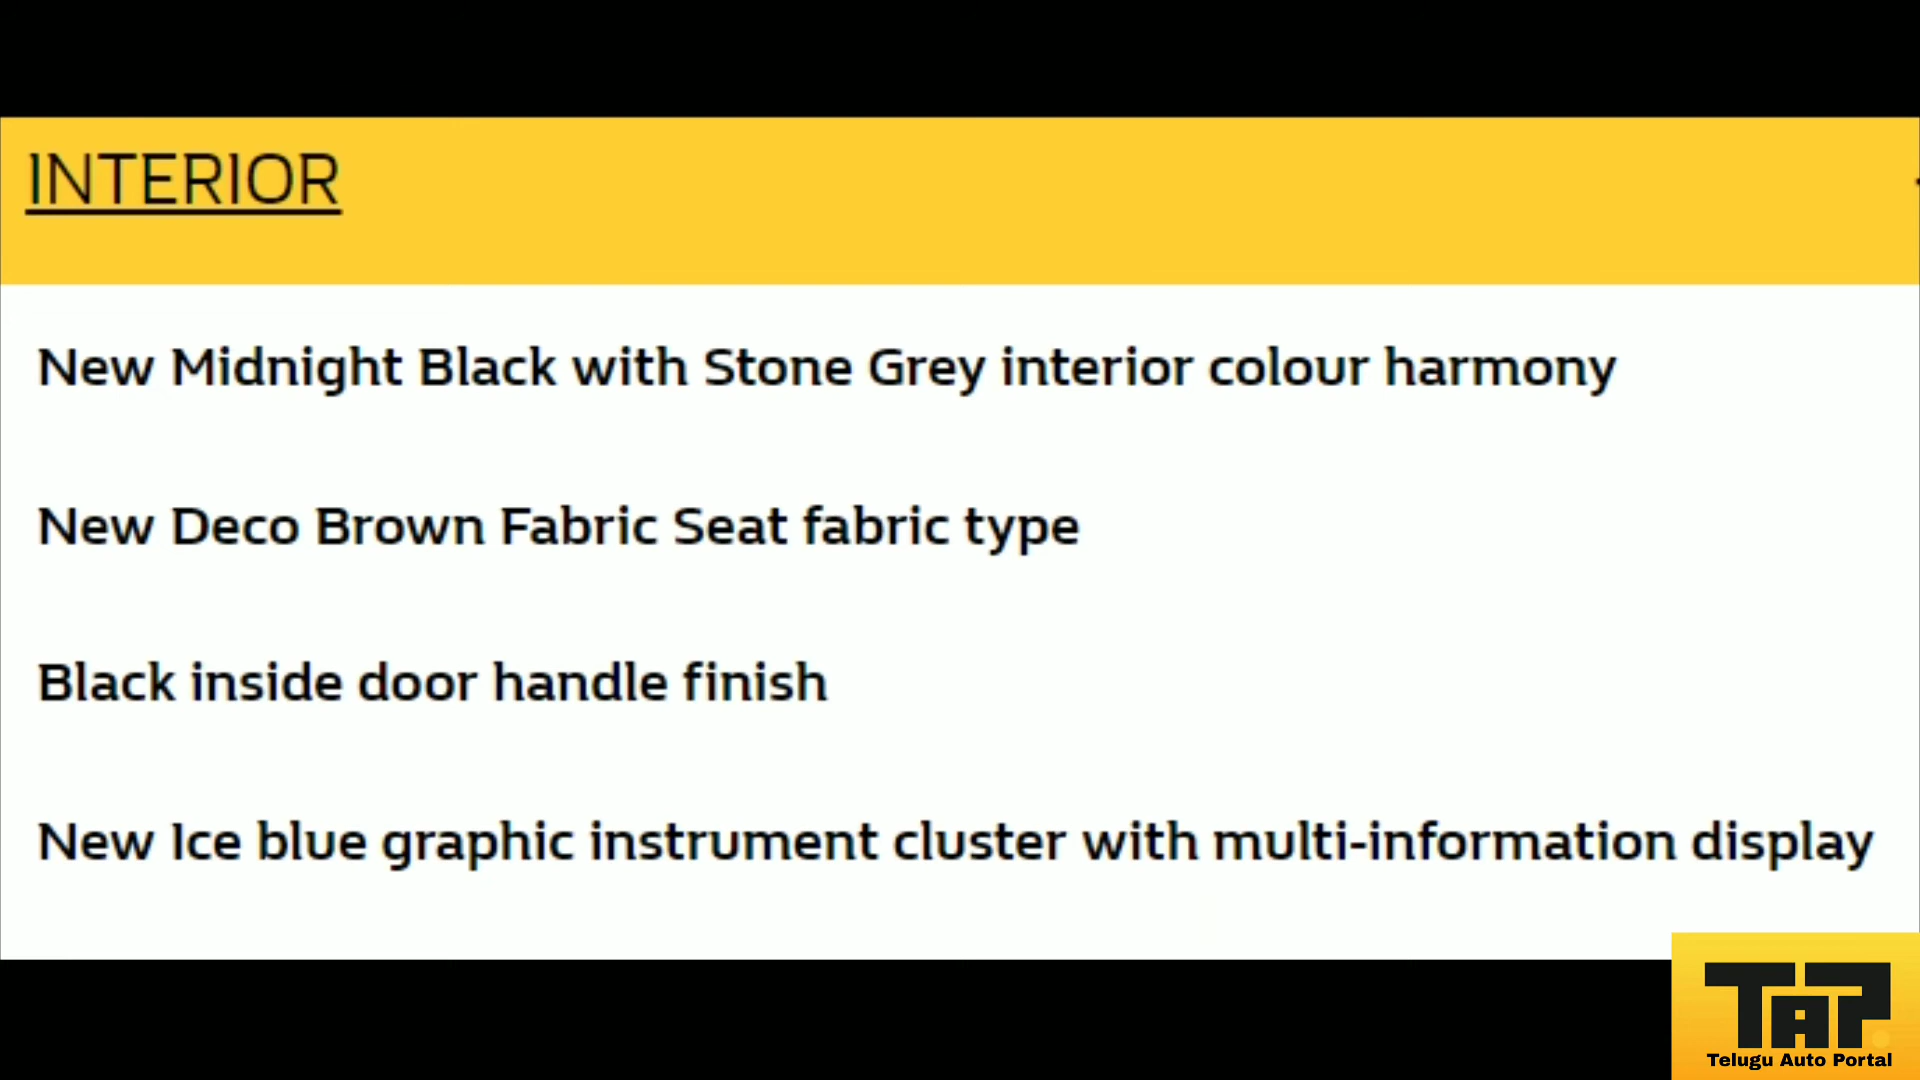 INTERIOR
New Midnight Black with Stone Grey interior colour harmony
New Deco Brown Fabric Seat fabric type
Black inside door handle finish
New Ice blue graphic instrument cluster with multi-information display
TAP
Telugu Auto Portal